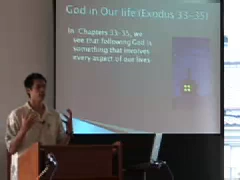 God in Our life (Exodus 33-35)
In Chapters 33-35, we
see that following God is
something that involves
every aspect of our lives